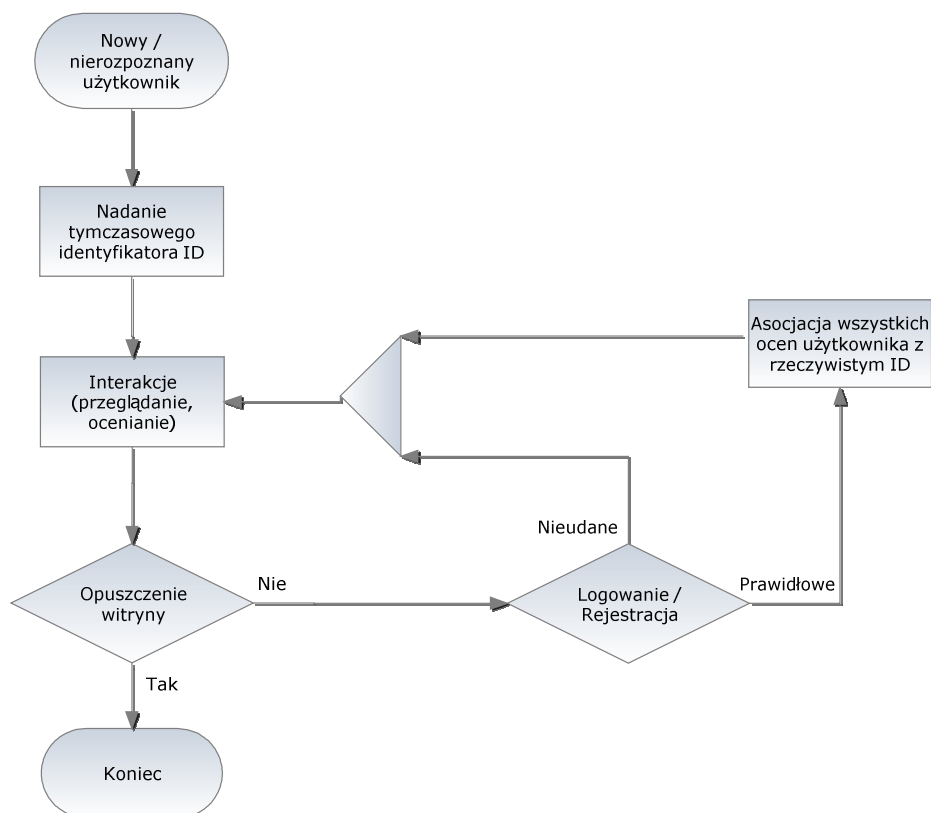 Nowy /
nierozpoznany
użytkownik
Nadanie
tymczasowego
identyfikatora ID
Asocjacja wszystkich
ocen użytkownika z
rzeczywistym ID
Interakcje
(przeglądanie,
ocenianie)
Nieudane
Opuszczenie
witryny
Nie
Logowanie /
Rejestracja
Prawidłowe
Tak
Koniec